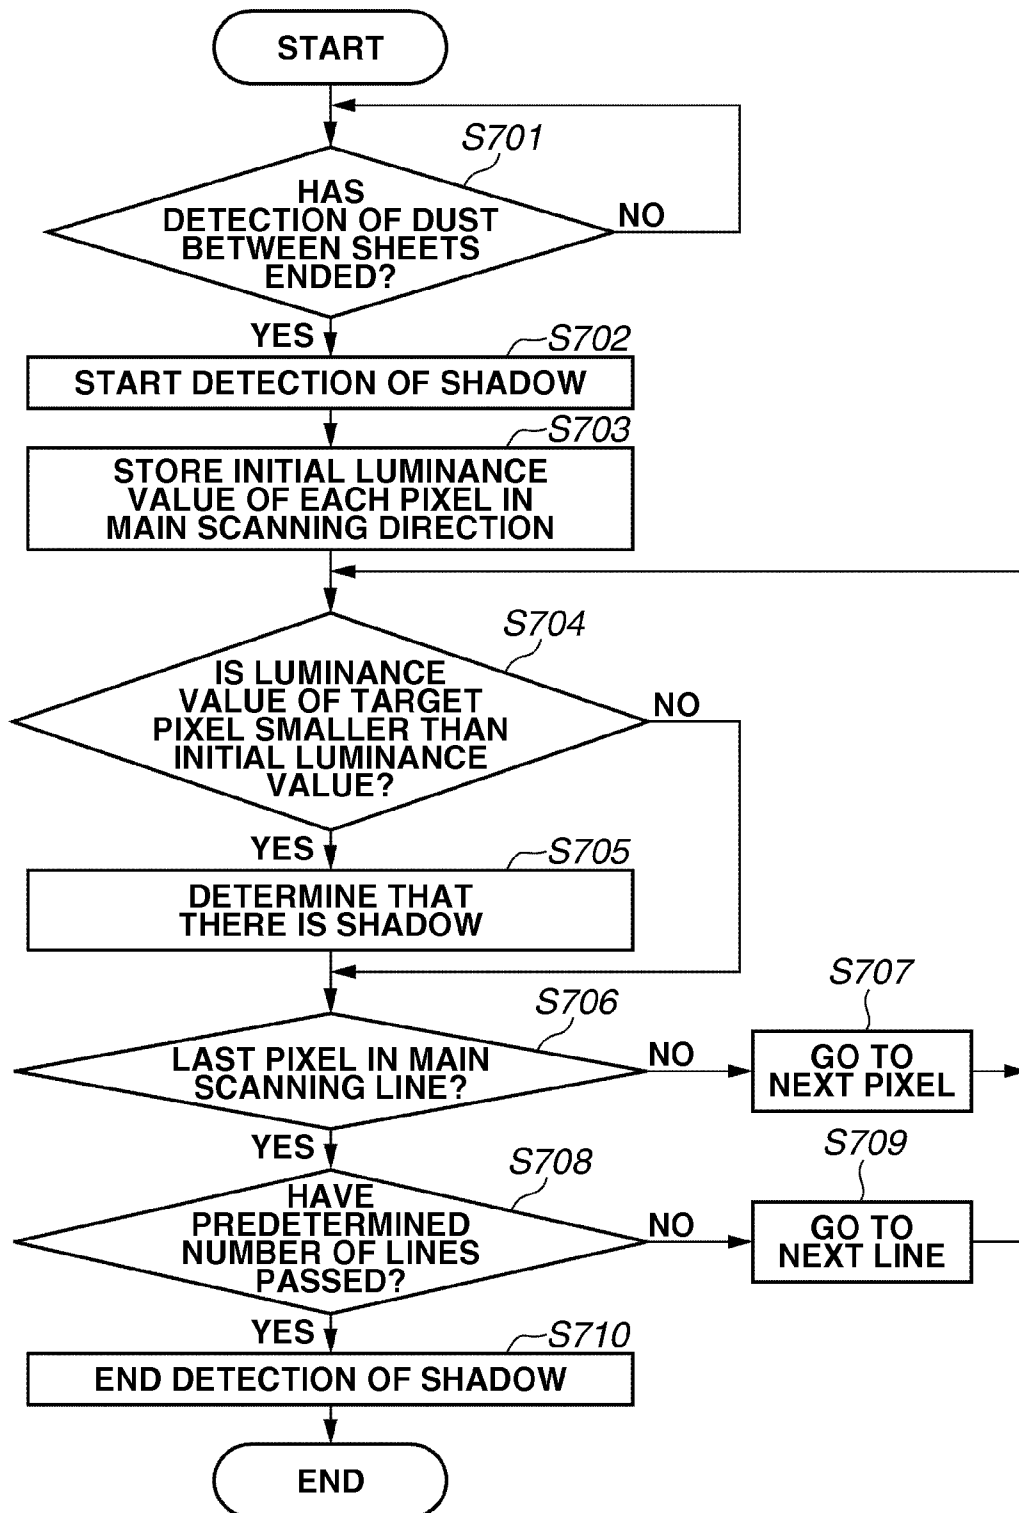 START
S701
HAS
DETECTION OF DUST
BETWEEN SHEETS
ENDED?
NO
YES
S702
START DETECTION OF SHADOW
S703
STORE INITIAL LUMINANCE
VALUE OF EACH PIXEL IN
MAIN SCANNING DIRECTION
S704
IS LUMINANCE
VALUE OF TARGET
PIXEL SMALLER THAN
INITIAL LUMINANCE
VALUE?
NO
YES
S705
DETERMINE THAT
THERE IS SHADOW
S706
LAST PIXEL IN MAIN
SCANNING LINE?
NO
S707
GO TO
NEXT PIXEL
YES
S708
HAVE
PREDETERMINED
NUMBER OF LINES
PASSED?
NO
S709
GO TO
NEXT LINE
YES
S710
END DETECTION OF SHADOW
END